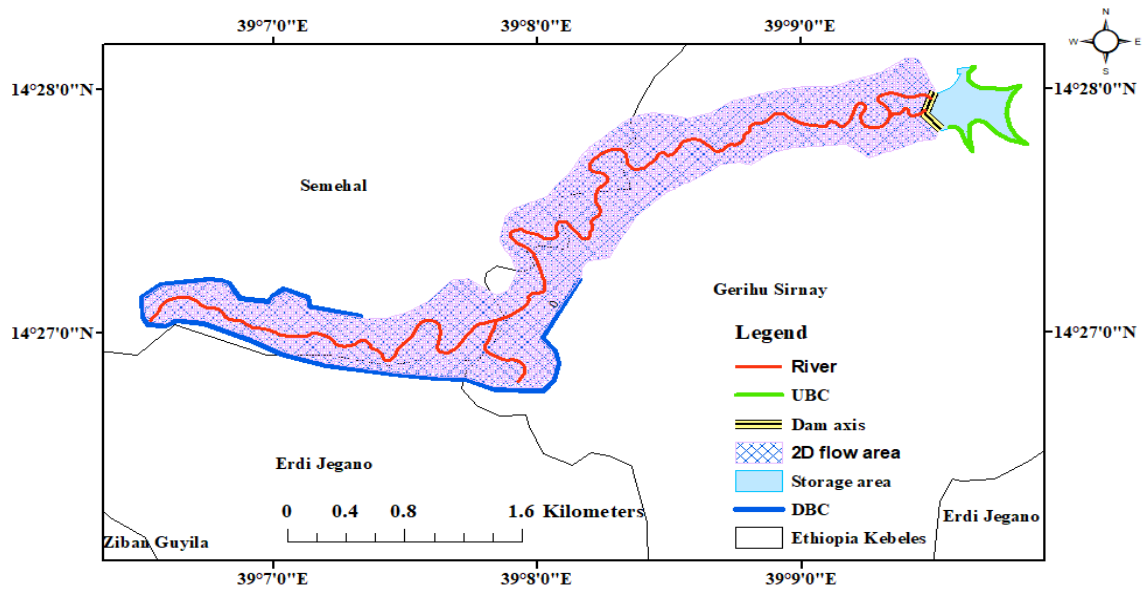 39°7'0"E 39°8'0"E 39°9'0"E
N
W E
S
14°28'0"N 14°28'0"N
Semehal
Gerihu Sirnay
14°27'0"N 14°27'0"N
Legend
River
UBC
Dam axis
2D flow area
Storage area
DBC
Ethiopia Kebeles
Erdi Jegano
0 0.4 0.8 1.6 Kilometers
Erdi Jegano
Ziban Guyila
39°7'0"E 39°8'0"E 39°9'0"E